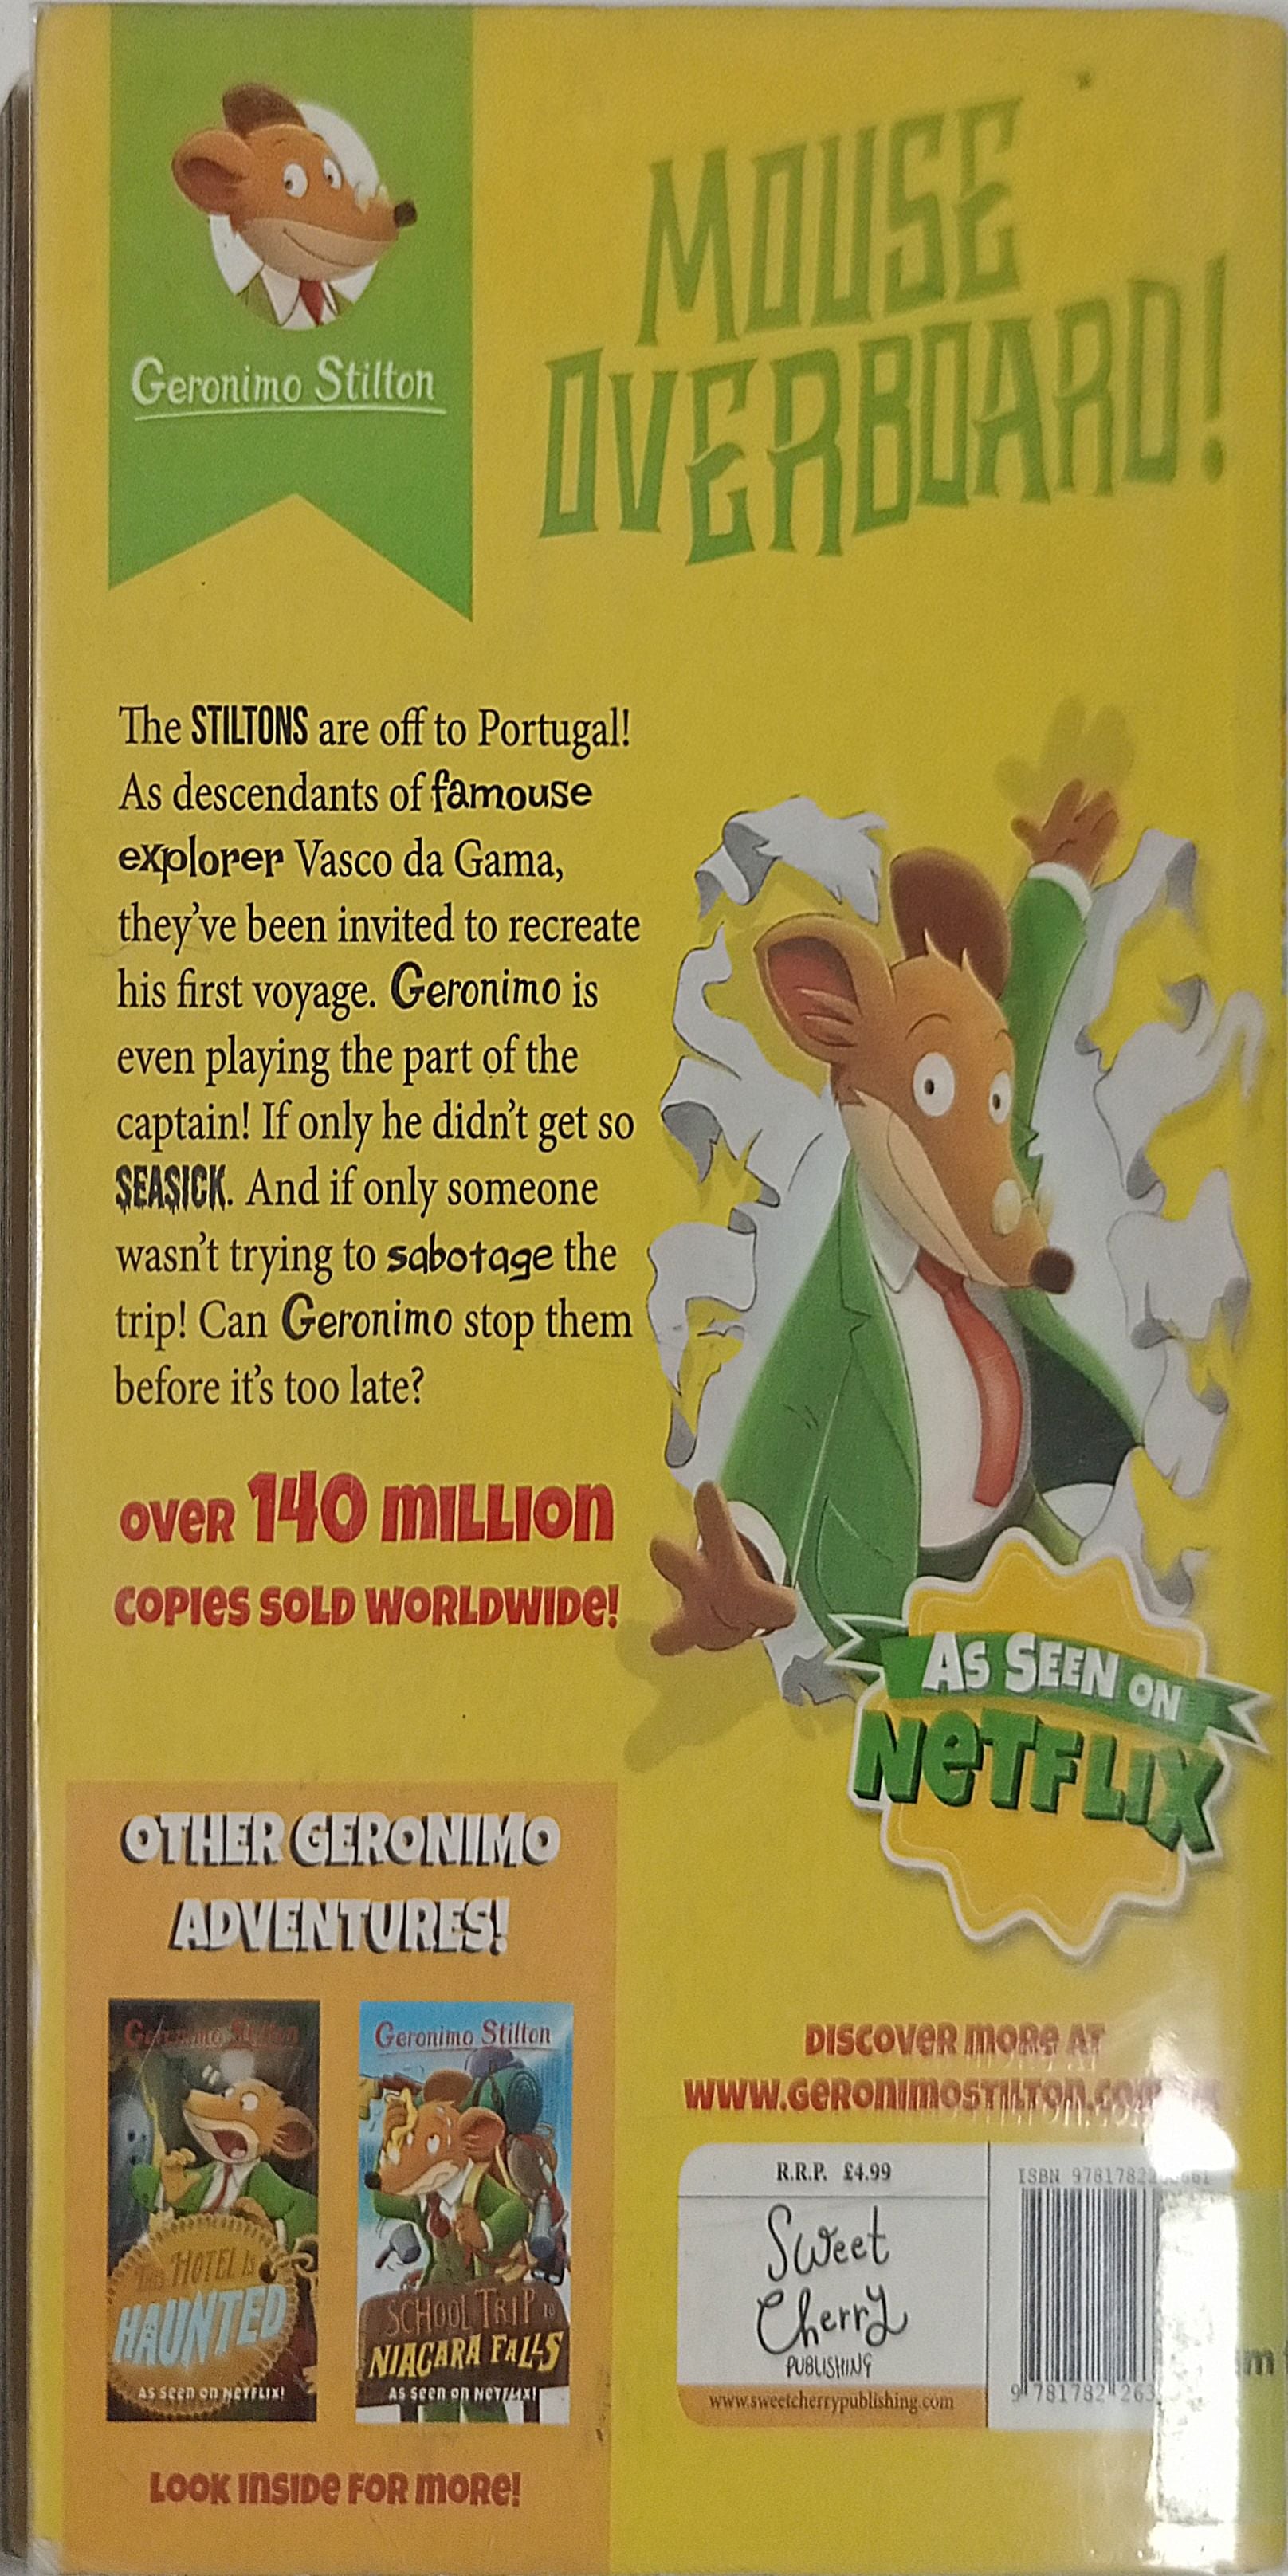 Geronimo Stilton
MOUSE
OVERBOARD!
The STILTONS are off to Portugal!
As descendants of famouse
explorer Vasco da Gama,
they've been invited to recreate
his first voyage. Geronimo is
even playing the part of the
captain! If only he didn't get so
SEASICK. And if only someone
wasn't trying to sabotage the
trip! Can Geronimo stop them
before it's too late?
OVER 140 MILLION
COPIES SOLD WORLDWIDE!
AS SEEN ON
NETFLIX
OTHER GERONIMO
ADVENTURES!
Geronimo Stilton
THIS HOTEL IS
HAUNTED
AS SEEN ON NETFLIX!
Geronimo Stilton
SCHOOL TRIP TO
NIAGARA FALLS
AS SEEN ON NETFLIX!
LOOK INSIDE FOR MORE!
DISCOVER MORE AT
R.R.P. £4.99
Sweet
Cherry
PUBLISHING
www.sweetcherrypublishing.com
ISBN
9 781782 263